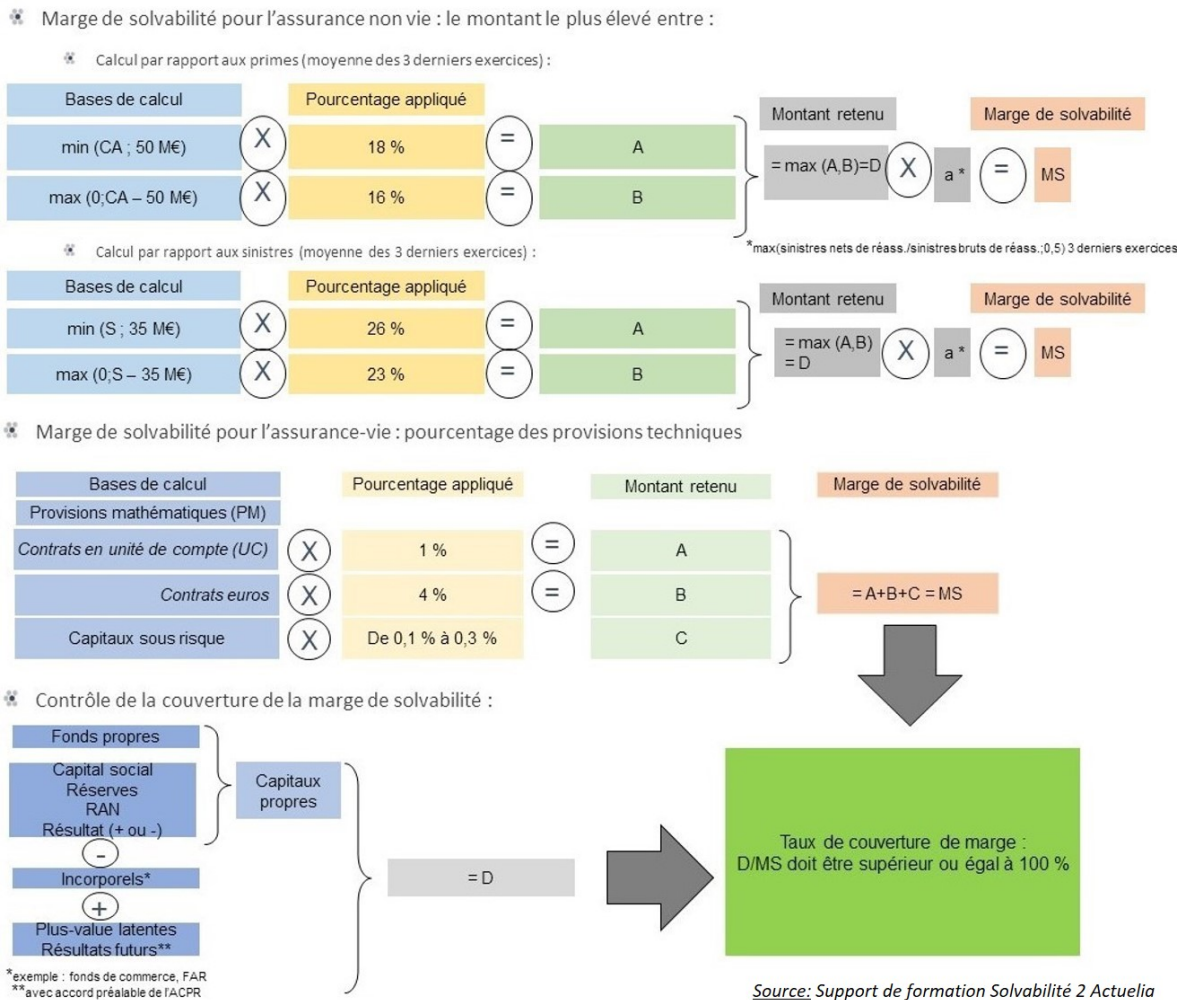 Marge de solvabilité pour l'assurance non vie : le montant le plus élevé entre :
Calcul par rapport aux primes (moyenne des 3 derniers exercices) :
Bases de calcul
Pourcentage appliqué
Montant retenu
Marge de solvabilité
min (CA ; 50 M€)
X
18 %
=
A
max (0;CA – 50 M€)
X
16 %
=
B
= max (A,B)=D
X
a *
=
MS
*max(sinistres nets de réass./sinistres bruts de réass.;0,5) 3 derniers exercices
Calcul par rapport aux sinistres (moyenne des 3 derniers exercices) :
Bases de calcul
Pourcentage appliqué
Montant retenu
Marge de solvabilité
min (S ; 35 M€)
X
26 %
=
A
max (0;S – 35 M€)
X
23 %
=
B
= max (A,B)
= D
X
a *
=
MS
Marge de solvabilité pour l'assurance-vie : pourcentage des provisions techniques
Bases de calcul
Pourcentage appliqué
Montant retenu
Marge de solvabilité
Provisions mathématiques (PM)
Contrats en unité de compte (UC)
X
1 %
=
A
Contrats euros
X
4 %
=
B
Capitaux sous risque
X
De 0,1 % à 0,3 %
C
= A+B+C = MS
Contrôle de la couverture de la marge de solvabilité :
Fonds propres
Capital social
Réserves
RAN
Résultat (+ ou -)
-
Incorporels*
+
Plus-value latentes
Résultats futurs**
Capitaux
propres
= D
Taux de couverture de marge :
D/MS doit être supérieur ou égal à 100 %
*exemple : fonds de commerce, FAR
**avec accord préalable de l'ACPR
Source: Support de formation Solvabilité 2 Actuelia